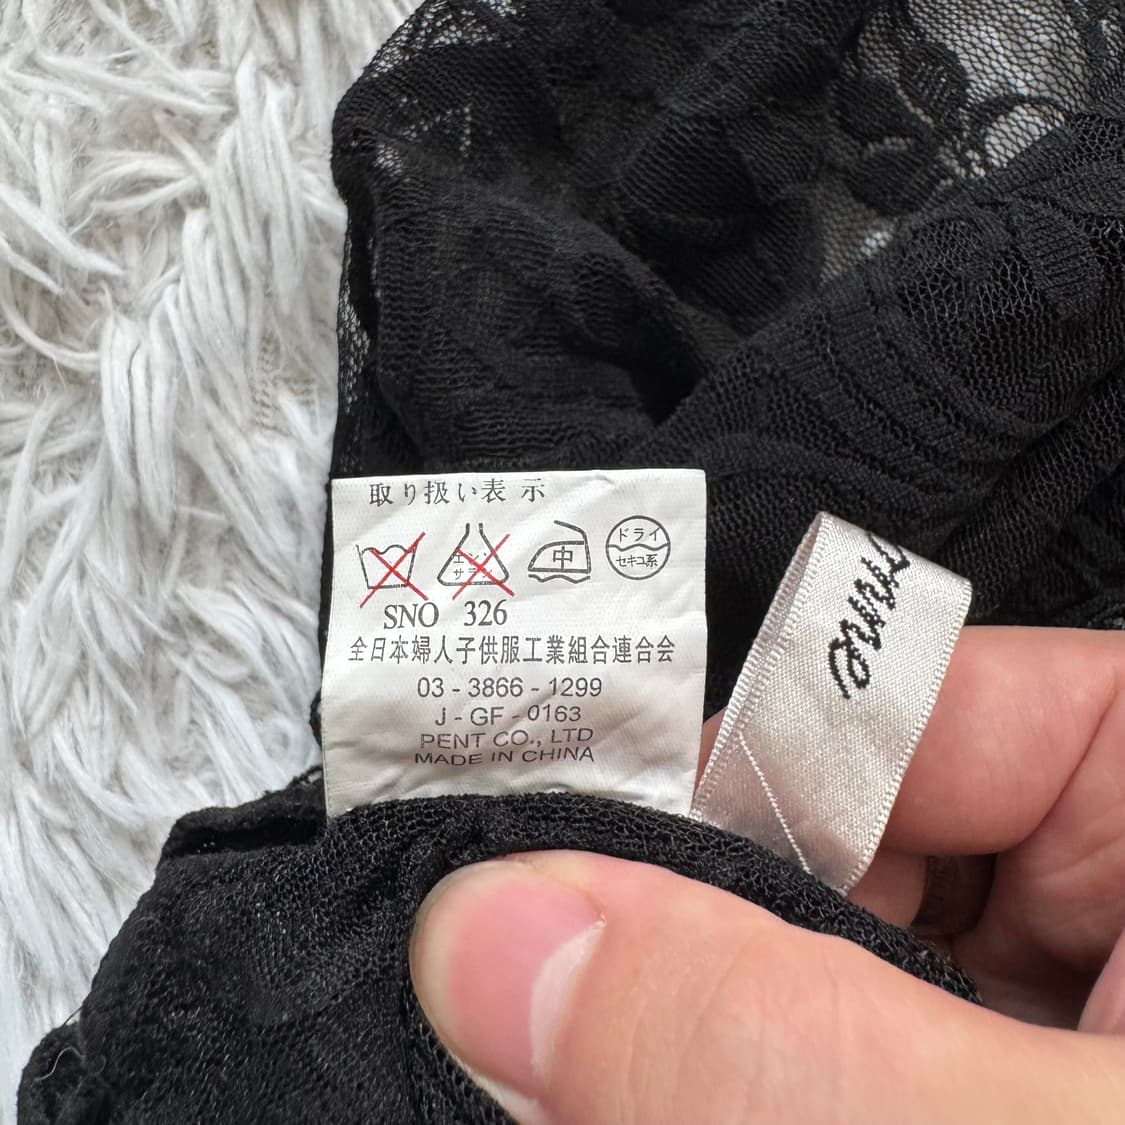 取り扱い表示
エンソ
サラシ
中
ドライ
セキユ系
SNO 326
全日本婦人子供服工業組合連合会
03-3866-1299
J-GF-0163
PENT CO., LTD
MADE IN CHINA